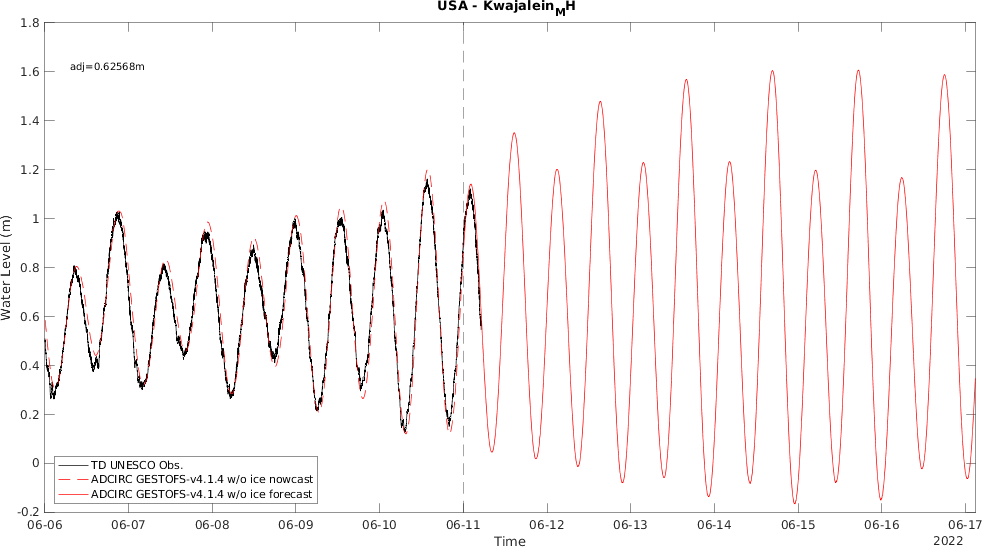 USA - Kwajalein_MH
1.8
adj=0.62568m
1.6
1.4
1.2
1
0.8
0.6
0.4
0.2
0
-0.2
Water Level (m)
TD UNESCO Obs.
ADCIRC GESTOFS-v4.1.4 w/o ice nowcast
ADCIRC GESTOFS-v4.1.4 w/o ice forecast
06-06 06-07 06-08 06-09 06-10 06-11 06-12 06-13 06-14 06-15 06-16 06-17
Time
2022